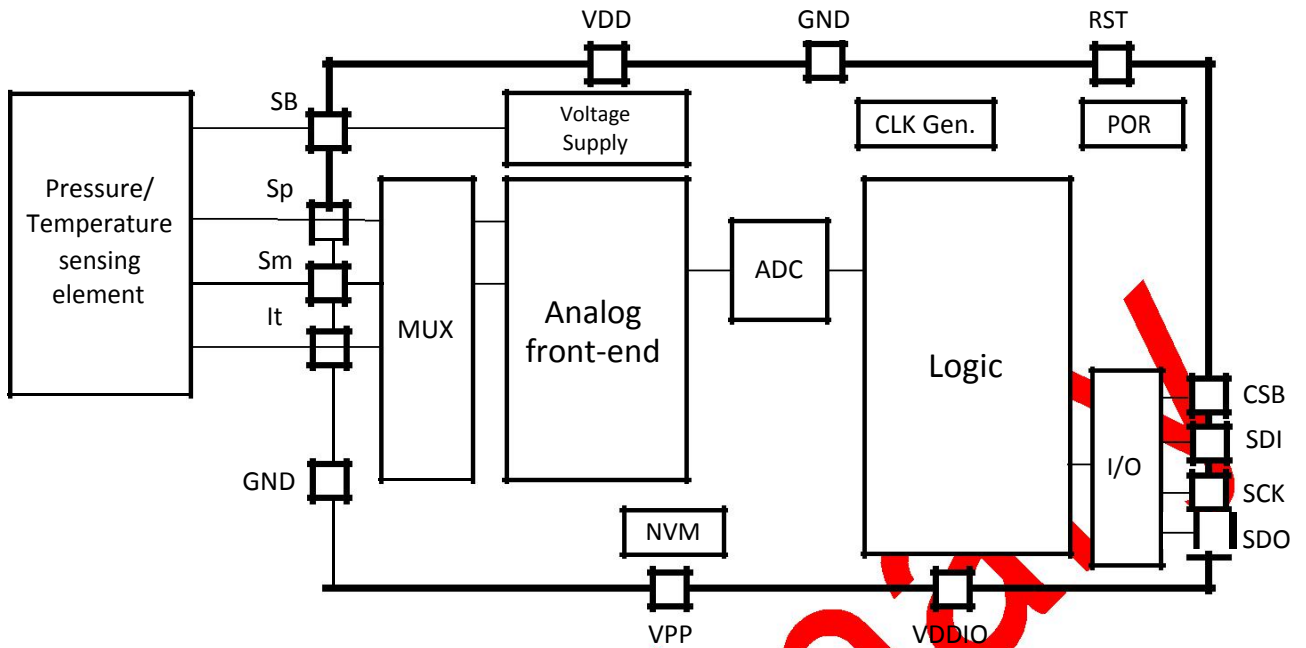 VDD
GND
RST
SB
Voltage
Supply
CLK Gen.
POR
Pressure/
Temperature
sensing
element
Sp
Sm
It
MUX
Analog
front-end
ADC
Logic
I/O
CSB
SDI
SCK
SDO
GND
NVM
VPP
VDDIO